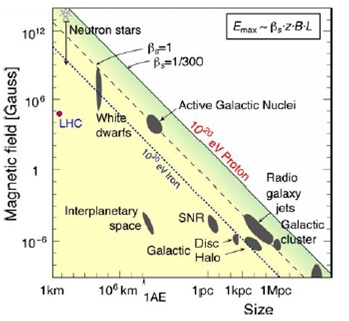 10^12
Neutron stars
E_max ~ β_s·z·B·L
β_s=1
β_s=1/300
Magnetic field [Gauss]
10^6
White
dwarfs
Active Galactic Nuclei
LHC
10^20 eV Proton
10^20 eV Iron
1
Radio
galaxy
jets
Interplanetary
space
SNR
Galactic
cluster
10^-6
Galactic
Disc
Halo
1km
10^6 km
1AE
1pc
1kpc
1Mpc
Size